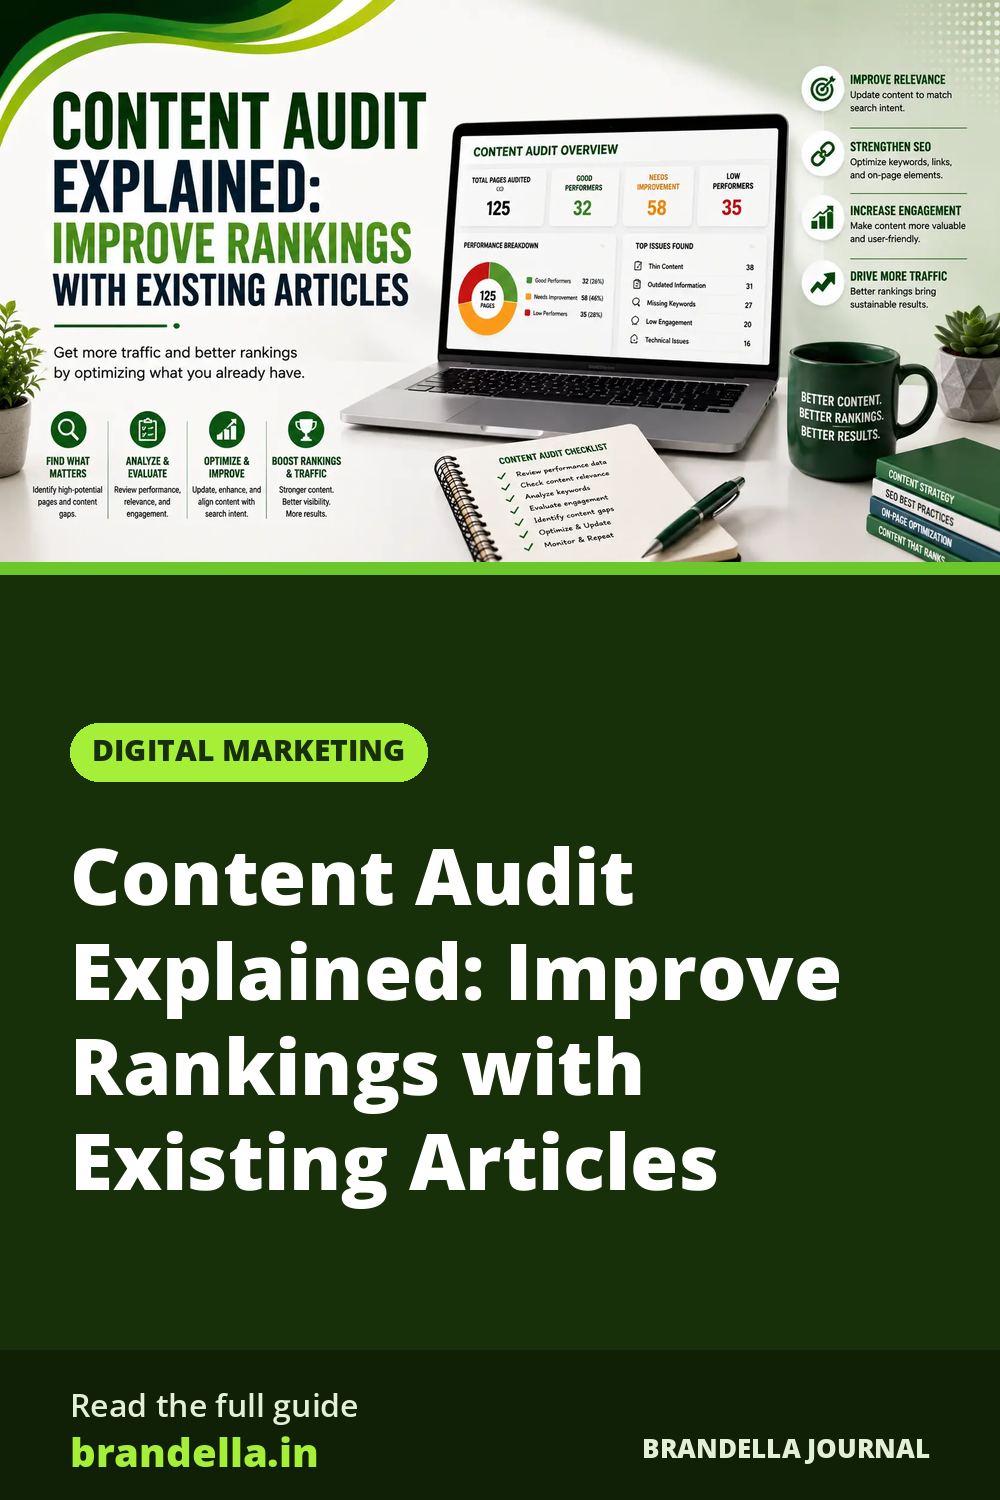 CONTENT AUDIT
EXPLAINED:
IMPROVE RANKINGS
WITH EXISTING ARTICLES
Get more traffic and better rankings
by optimizing what you already have.
FIND WHAT
MATTERS
Identify high-potential
pages and content
gaps.
ANALYZE &
EVALUATE
Review performance,
relevance, and
engagement.
OPTIMIZE &
IMPROVE
Update, enhance, and
align content with
search intent.
BOOST RANKINGS
& TRAFFIC
Stronger content.
Better visibility.
More results.
CONTENT AUDIT OVERVIEW
TOTAL PAGES AUDITED
125
GOOD
PERFORMERS
32
NEEDS
IMPROVEMENT
58
LOW
PERFORMERS
35
PERFORMANCE BREAKDOWN
125
PAGES
Good Performers 32 (26%)
Needs Improvement 58 (46%)
Low Performers 35 (28%)
TOP ISSUES FOUND
Thin Content 38
Outdated Information 31
Missing Keywords 27
Low Engagement 20
Technical Issues 16
IMPROVE RELEVANCE
Update content to match
search intent.
STRENGTHEN SEO
Optimize keywords, links,
and on-page elements.
INCREASE ENGAGEMENT
Make content more valuable
and user-friendly.
DRIVE MORE TRAFFIC
Better rankings bring
sustainable results.
CONTENT AUDIT CHECKLIST
Review performance data
Check content relevance
Analyze keywords
Evaluate engagement
Identify content gaps
Optimize & Update
Monitor & Repeat
BETTER CONTENT.
BETTER RANKINGS.
BETTER RESULTS.
CONTENT STRATEGY
SEO BEST PRACTICES
ON-PAGE OPTIMIZATION
CONTENT THAT RANKS
DIGITAL MARKETING
Content Audit
Explained: Improve
Rankings with
Existing Articles
Read the full guide
brandella.in
BRANDELLA JOURNAL